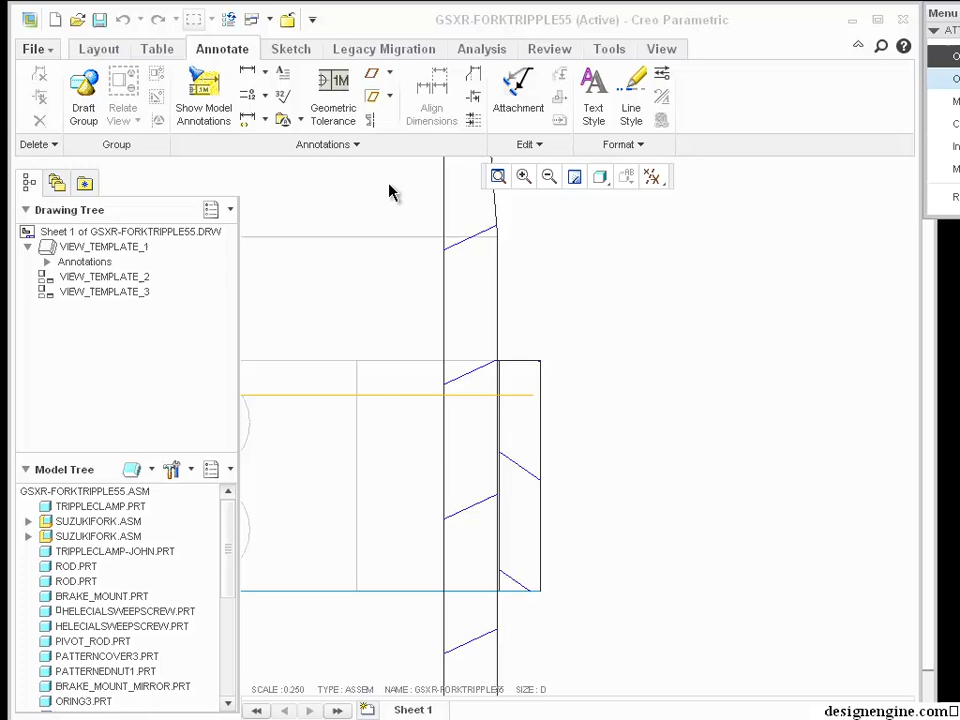 GSXR-FORKTRIPPLE55 (Active) - Creo Parametric
Menu
File
Layout
Table
Annotate
Sketch
Legacy Migration
Analysis
Review
Tools
View
Draft Group
Relate View
Show Model Annotations
Geometric Tolerance
Align Dimensions
Attachment
Text Style
Line Style
Delete
Group
Annotations
Edit
Format
Drawing Tree
Sheet 1 of GSXR-FORKTRIPPLE55.DRW
VIEW_TEMPLATE_1
Annotations
VIEW_TEMPLATE_2
VIEW_TEMPLATE_3
Model Tree
GSXR-FORKTRIPPLE55.ASM
TRIPPLECLAMP.PRT
SUZUKIFORK.ASM
SUZUKIFORK.ASM
TRIPPLECLAMP-JOHN.PRT
ROD.PRT
ROD.PRT
BRAKE_MOUNT.PRT
HELECIALSWEEPSCREW.PRT
HELECIALSWEEPSCREW.PRT
PIVOT_ROD.PRT
PATTERNCOVER3.PRT
PATTERNEDNUT1.PRT
BRAKE_MOUNT_MIRROR.PRT
ORING3.PRT
SCALE :0.250 TYPE : ASSEM NAME : GSXR-FORKTRIPPLE55 SIZE : D
Sheet 1
designengine.com